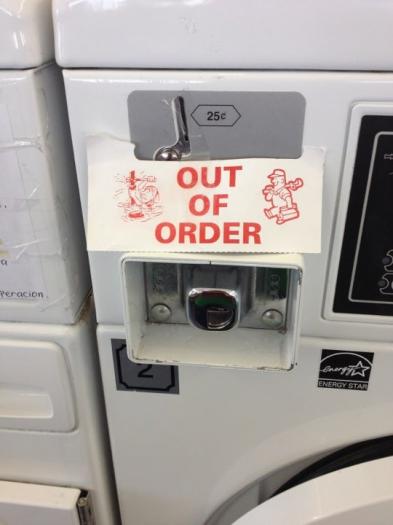 25¢
OUT
OF
ORDER
peracion
2
energy
ENERGY STAR